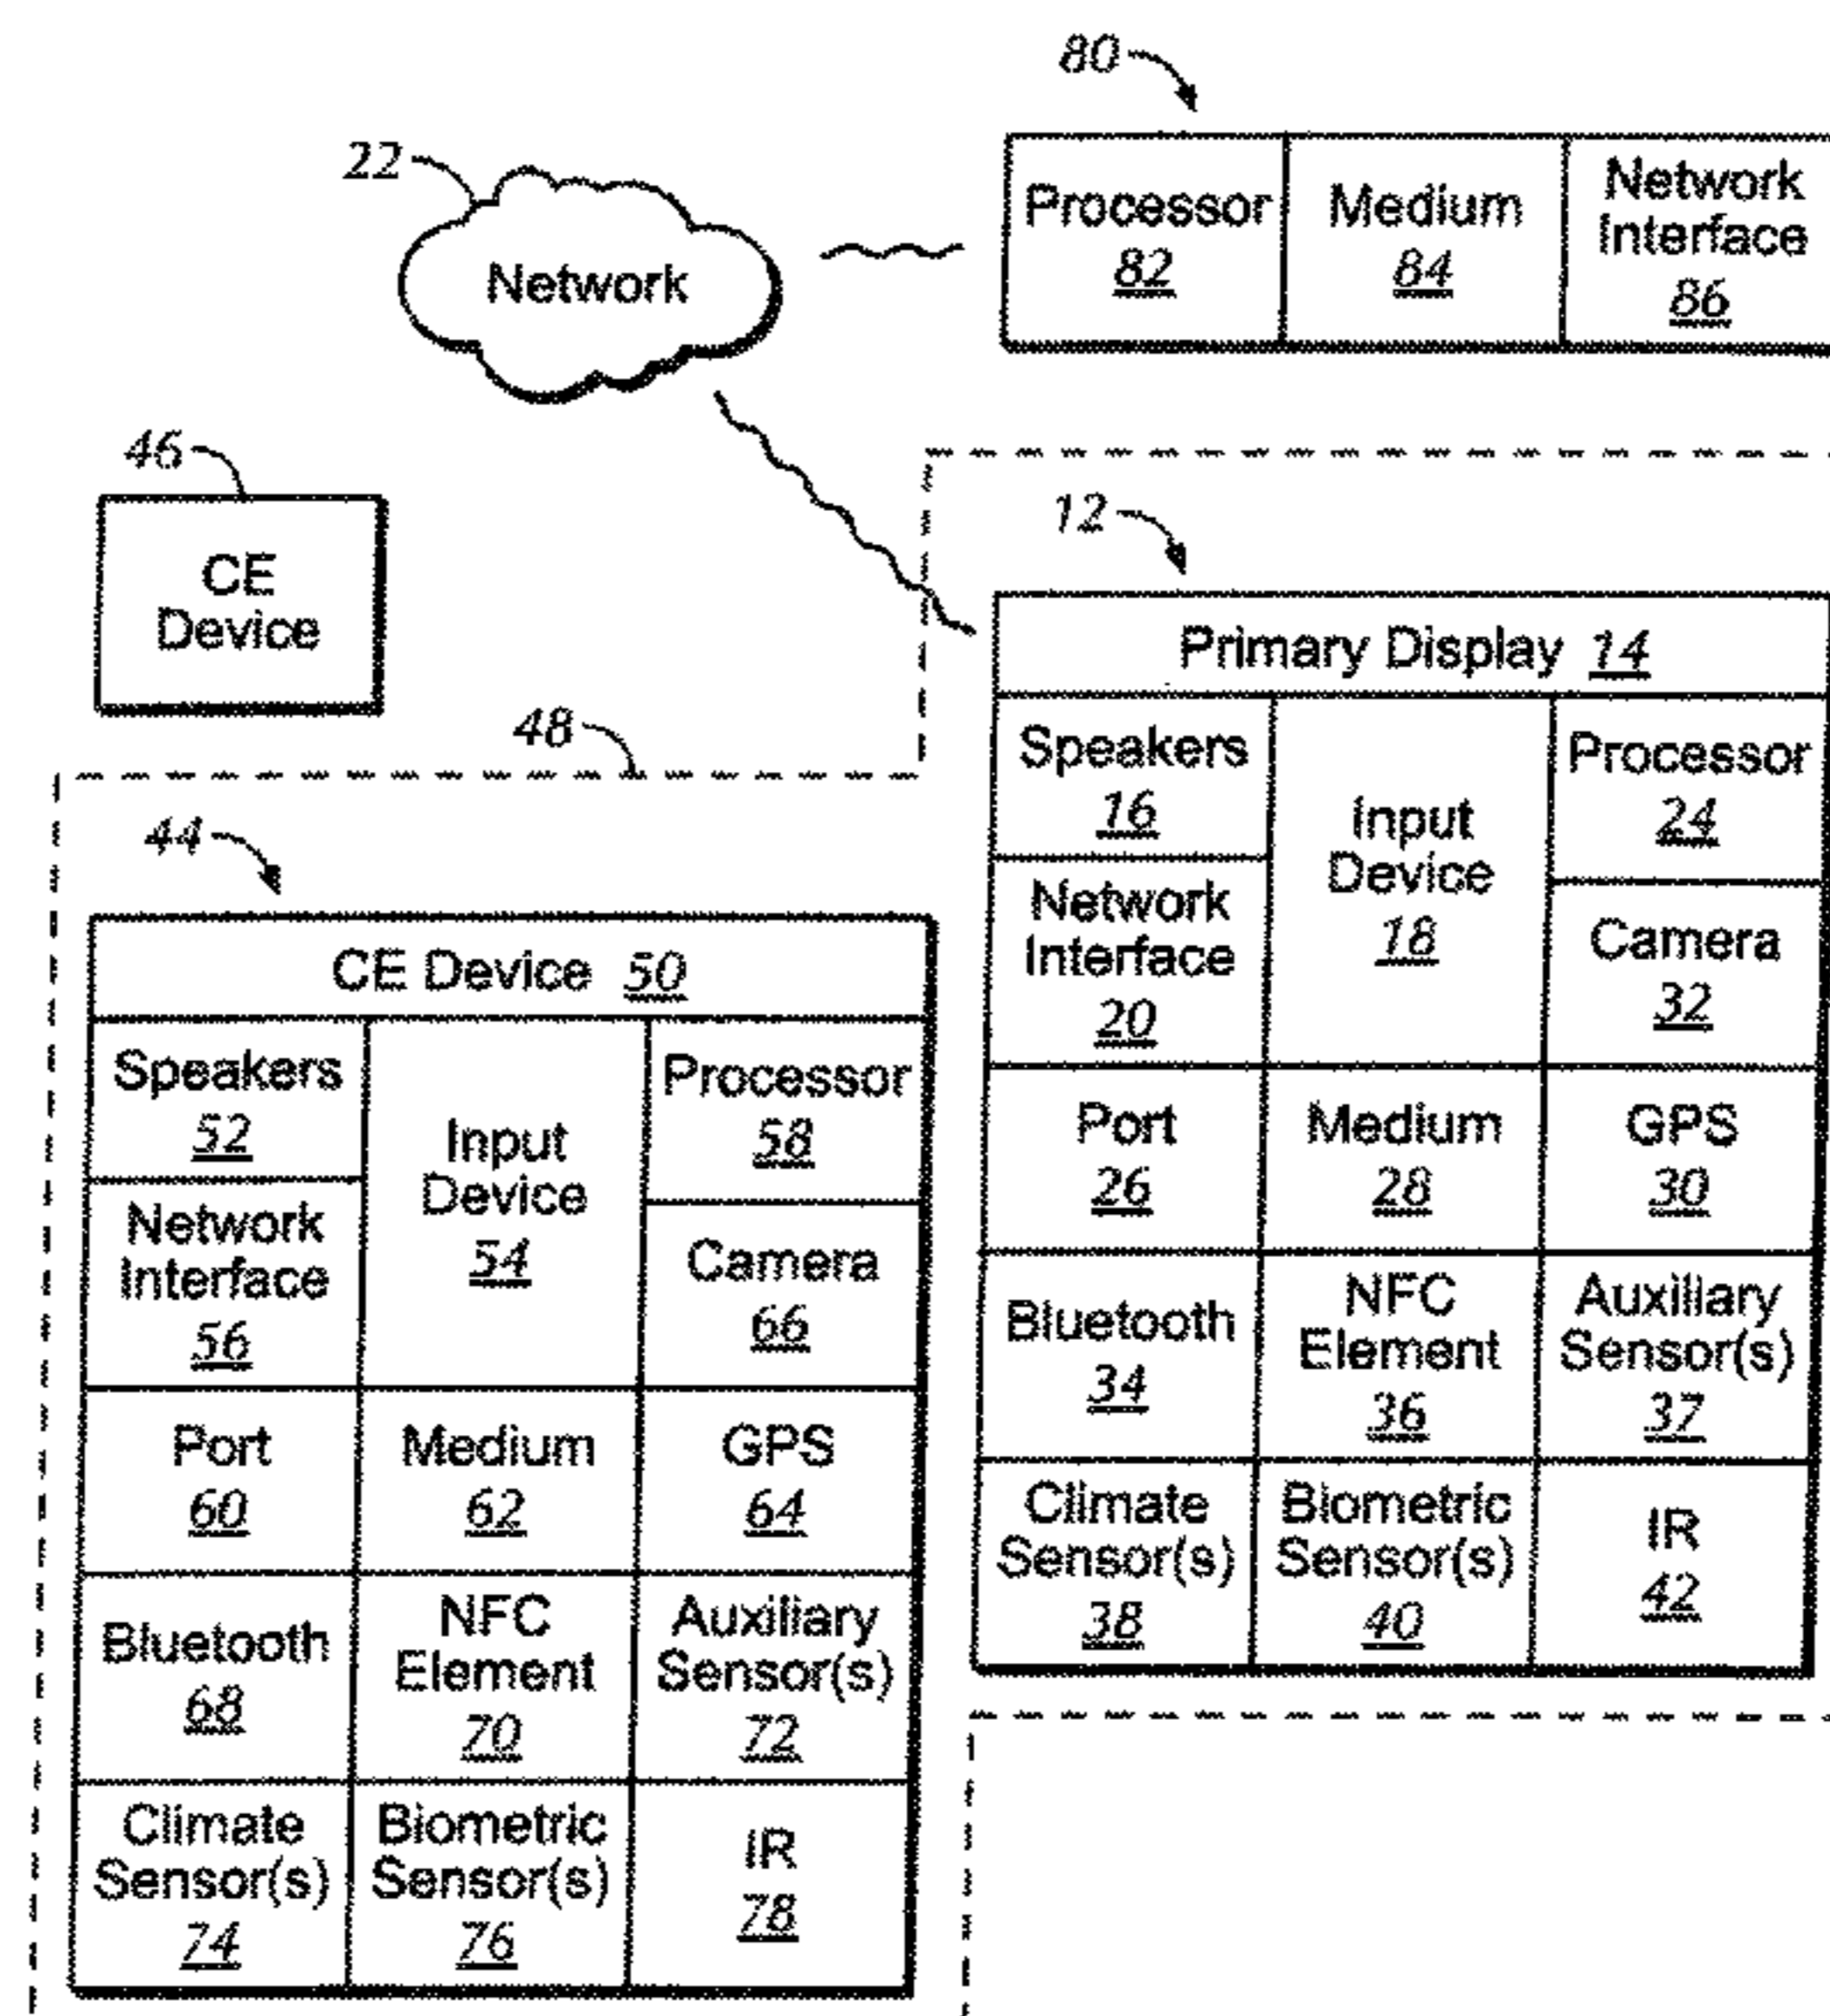 80
22
Network
Processor
82
Medium
84
Network
Interface
86
46
CE
Device
12
Primary Display 14
Speakers
16
Input
Device
18
Processor
24
Network
Interface
20
Camera
32
Port
26
Medium
28
GPS
30
Bluetooth
34
NFC
Element
36
Auxiliary
Sensor(s)
37
Climate
Sensor(s)
38
Biometric
Sensor(s)
40
IR
42
48
44
CE Device 50
Speakers
52
Input
Device
54
Processor
58
Network
Interface
56
Camera
66
Port
60
Medium
62
GPS
64
Bluetooth
68
NFC
Element
70
Auxiliary
Sensor(s)
72
Climate
Sensor(s)
74
Biometric
Sensor(s)
76
IR
78